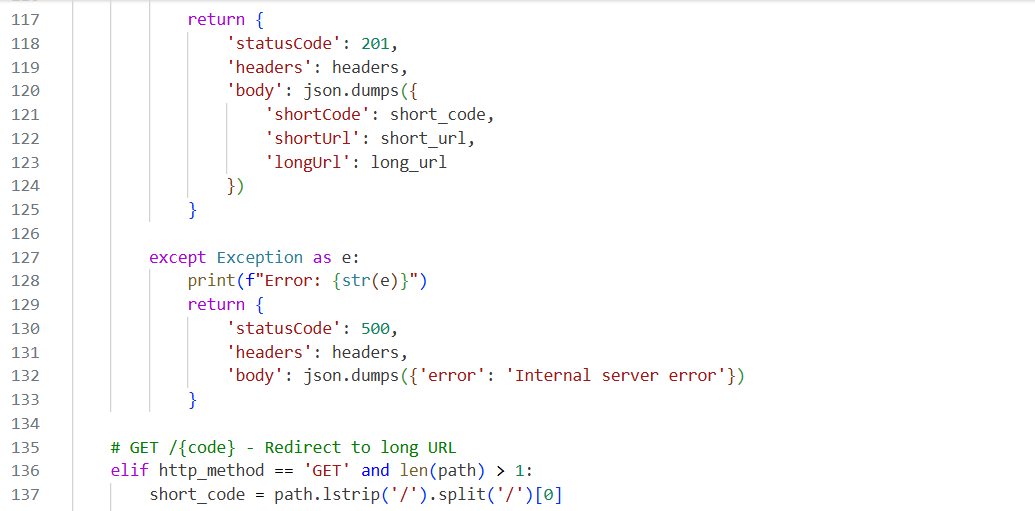 117 return {
118 'statusCode': 201,
119 'headers': headers,
120 'body': json.dumps({
121 'shortCode': short_code,
122 'shortUrl': short_url,
123 'longUrl': long_url
124 })
125 }
126
127 except Exception as e:
128 print(f"Error: {str(e)}")
129 return {
130 'statusCode': 500,
131 'headers': headers,
132 'body': json.dumps({'error': 'Internal server error'})
133 }
134
135 # GET /{code} - Redirect to long URL
136 elif http_method == 'GET' and len(path) > 1:
137 short_code = path.lstrip('/').split('/')[0]